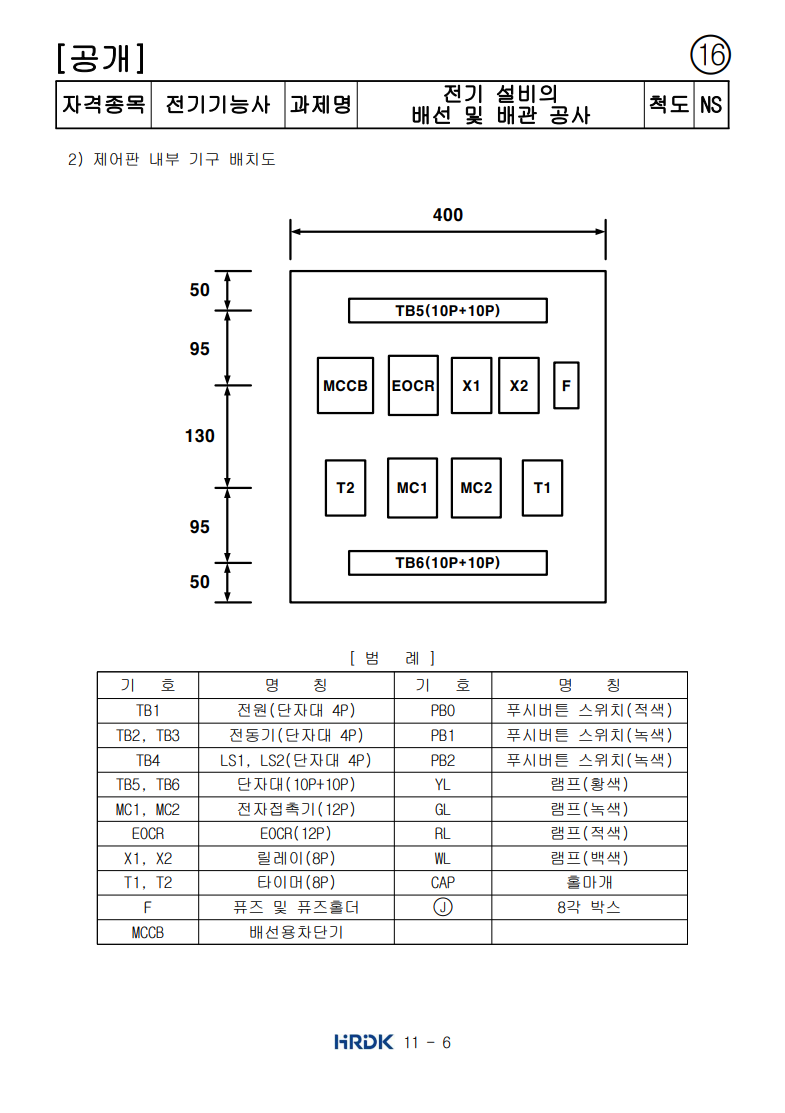 [공개]
⑯
자격종목 전기기능사 과제명 전기 설비의 배선 및 배관 공사 척도 NS
2) 제어판 내부 기구 배치도
400
50
TB5(10P+10P)
95
MCCB EOCR X1 X2 F
130
T2 MC1 MC2 T1
95
TB6(10P+10P)
50
[ 범 례 ]
기 호 명 칭 기 호 명 칭
TB1 전원(단자대 4P) PB0 푸시버튼 스위치(적색)
TB2, TB3 전동기(단자대 4P) PB1 푸시버튼 스위치(녹색)
TB4 LS1, LS2(단자대 4P) PB2 푸시버튼 스위치(녹색)
TB5, TB6 단자대(10P+10P) YL 램프(황색)
MC1, MC2 전자접촉기(12P) GL 램프(녹색)
EOCR EOCR(12P) RL 램프(적색)
X1, X2 릴레이(8P) WL 램프(백색)
T1, T2 타이머(8P) CAP 홀마개
F 퓨즈 및 퓨즈홀더 Ⓙ 8각 박스
MCCB 배선용차단기
HRDK 11 - 6